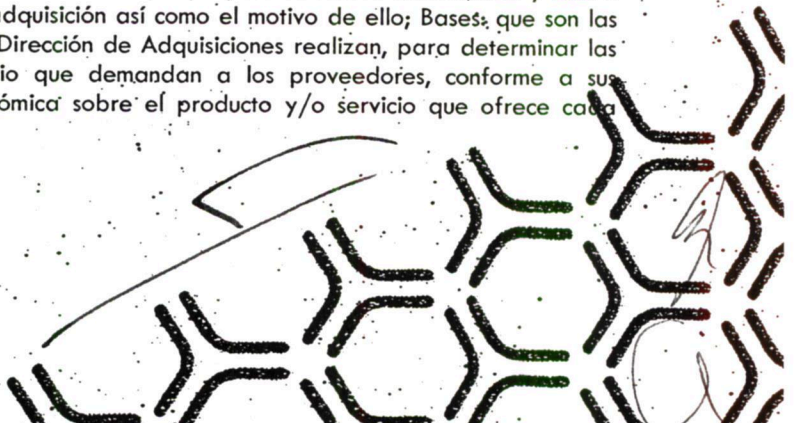 dquisición así como el motivo de ello; Bases: que son las
Dirección de Adquisiciones realizan, para determinar las
io que demandan a los proveedores, conforme a sus
ómica sobre el producto y/o servicio que ofrece cada